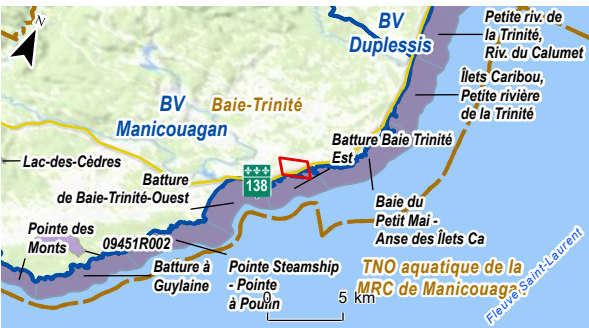 N
BV
Duplessis
Petite riv. de
la Trinité,
Riv. du Calumet
Îlets Caribou,
Petite rivière
de la Trinité
BV
Manicouagan
Baie-Trinité
Batture Baie Trinité
Est
Lac-des-Cèdres
Batture
de Baie-Trinité-Ouest
138
Baie du
Petit Mai -
Anse des Îlets Ca
Pointe des
Monts
09451R002
Batture à
Guylaine
Pointe Steamship
- Pointe
à Poulin
TNO aquatique de la
MRC de Manicouaga
Fleuve Saint-Laurent
0 5 km